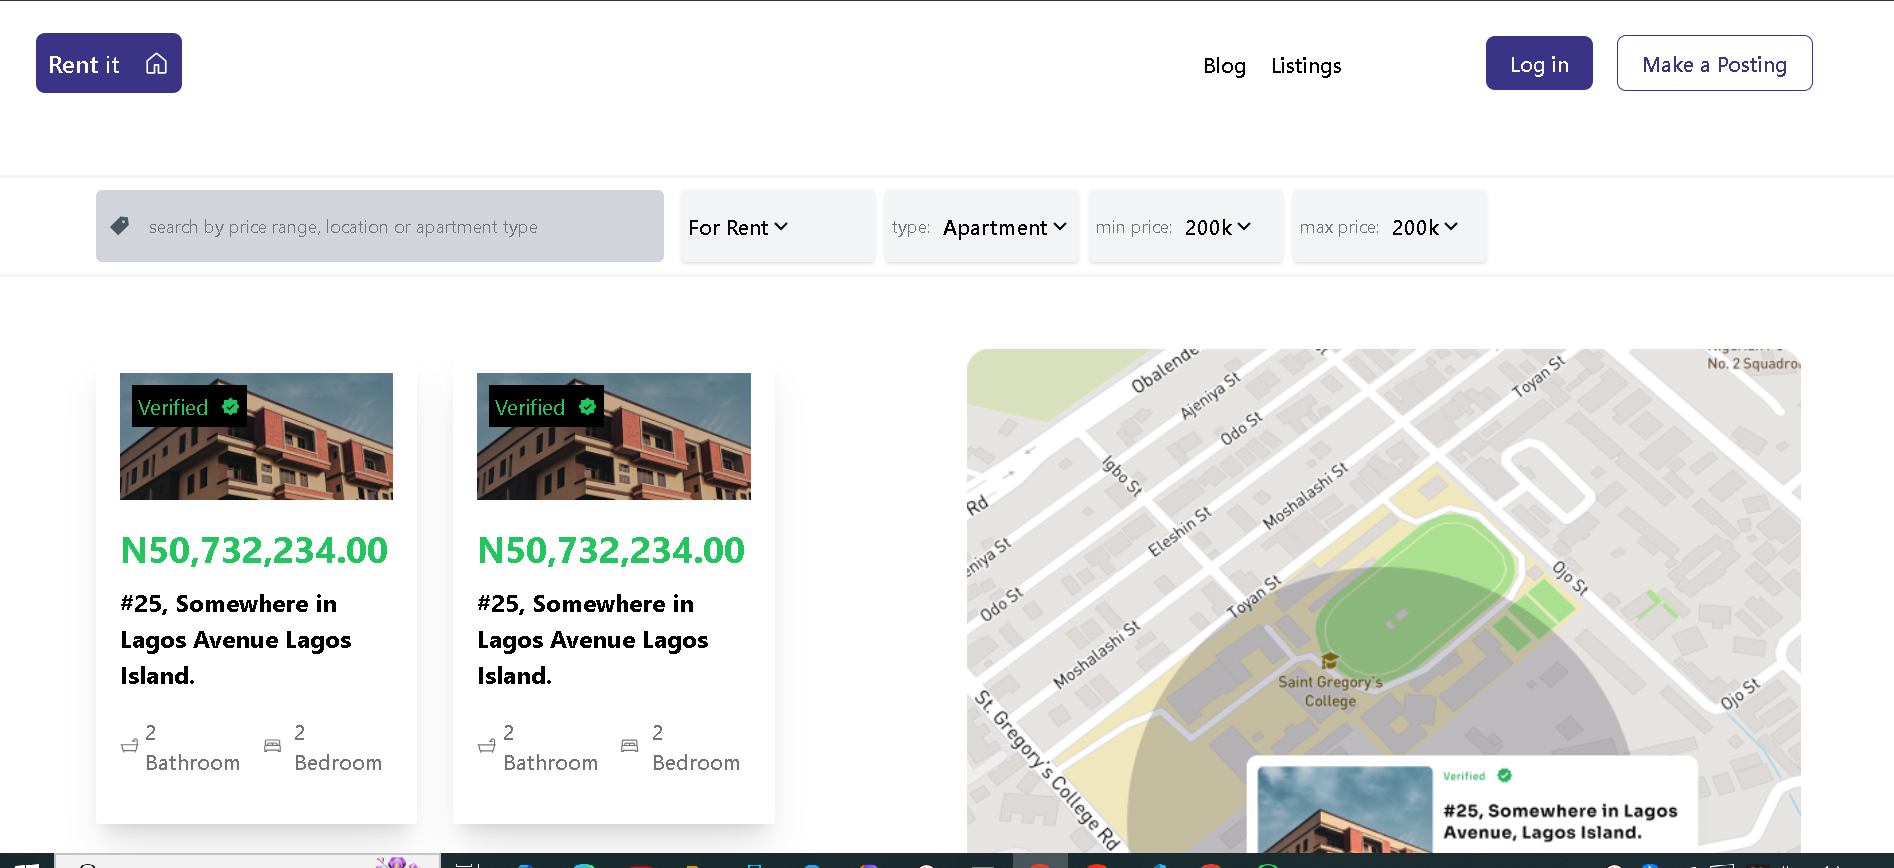 Rent it
Blog
Listings
Log in
Make a Posting
search by price range, location or apartment type
For Rent
type: Apartment
min price: 200k
max price: 200k
Verified
N50,732,234.00
#25, Somewhere in
Lagos Avenue Lagos
Island.
2
Bathroom
2
Bedroom
Verified
N50,732,234.00
#25, Somewhere in
Lagos Avenue Lagos
Island.
2
Bathroom
2
Bedroom
No. 2 Squadro
Obalende
Ajeniya St
Odo St
Toyan St
Igbo St
Rd
Moshalashi St
Eleshin St
eniya St
Odo St
Toyan St
Ojo St
Moshalashi St
Saint Gregory's
College
St. Gregory's College Rd
Ojo St
Verified
#25, Somewhere in Lagos
Avenue, Lagos Island.